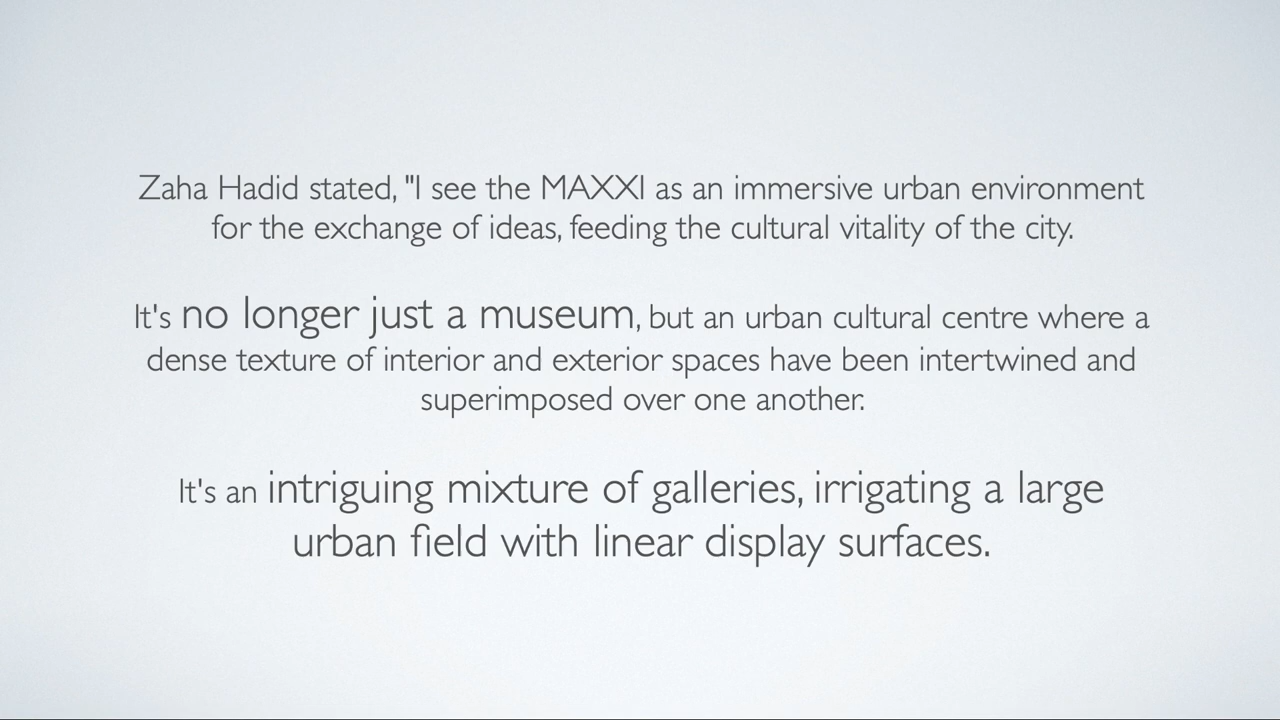 Zaha Hadid stated, "I see the MAXXI as an immersive urban environment
for the exchange of ideas, feeding the cultural vitality of the city.
It's no longer just a museum, but an urban cultural centre where a
dense texture of interior and exterior spaces have been intertwined and
superimposed over one another.
It's an intriguing mixture of galleries, irrigating a large
urban field with linear display surfaces.